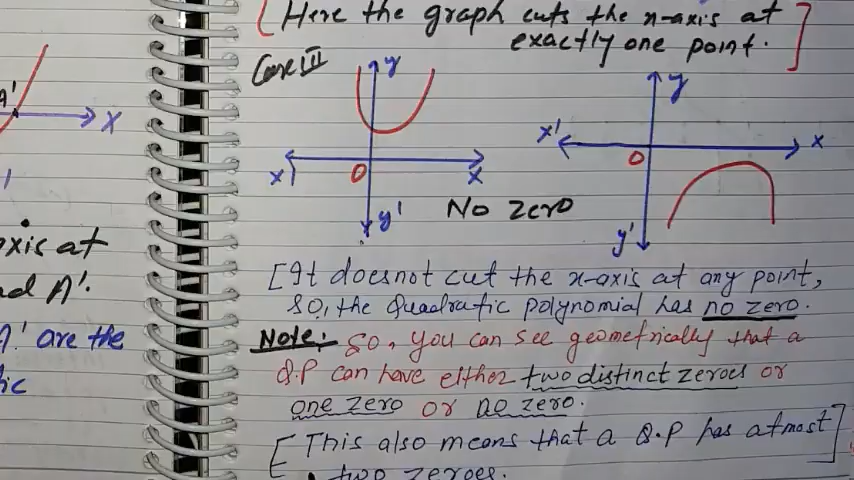 A'
X
xis at
nd A'.
A' are the
tic
(Here the graph cuts the x-axis at
exactly one point.]
Case III
y
x'
O
x
y'
y
x'
O
x
y'
No zero
[It doesnot cut the x-axis at any point,
so, the Quadratic polynomial has no zero.
Note: So, you can see geometrically that a
Q.P can have either two distinct zeroes or
one zero or no zero.
[This also means that a Q.P has atmost]
two zeroes.